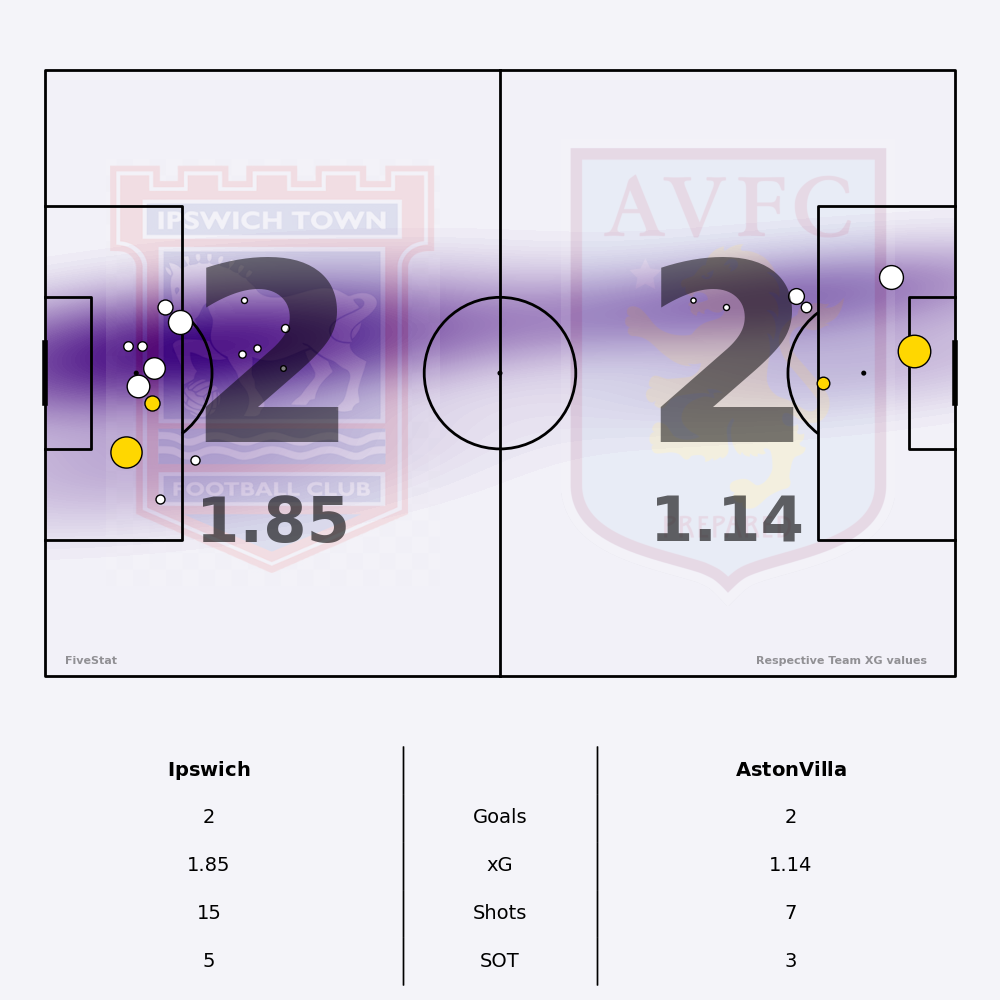 IPSWICH TOWN
AVFC
2
2
FOOTBALL CLUB
1.85
1.14
PREPARED
FiveStat
Respective Team XG values
Ipswich
AstonVilla
2
Goals
2
1.85
xG
1.14
15
Shots
7
5
SOT
3